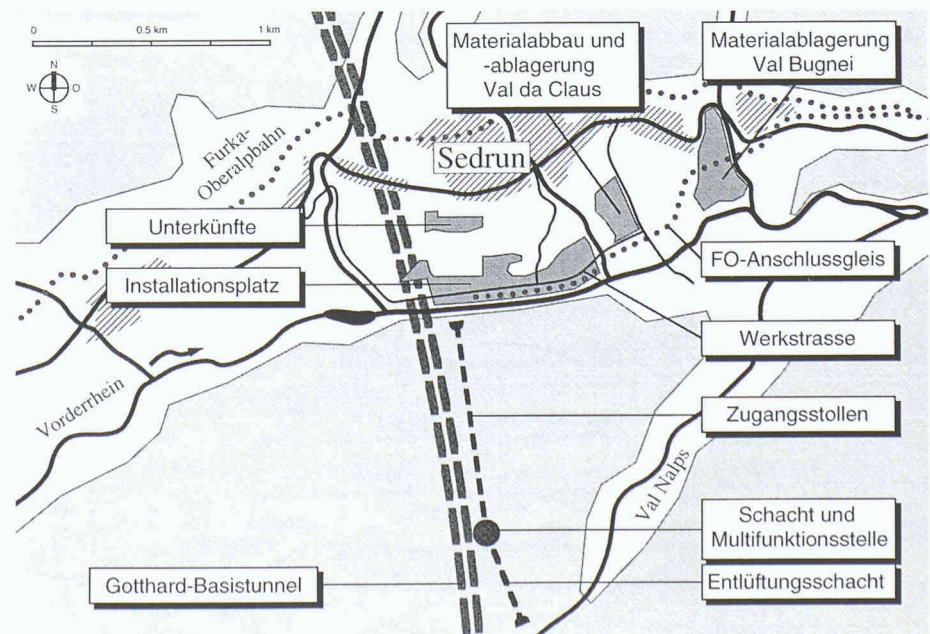 0
0.5 km
1 km
N
W
O
S
Furka-
Oberalpbahn
Materialabbau und
-ablagerung
Val da Claus
Materialablagerung
Val Bugnei
Sedrun
Unterkünfte
Installationsplatz
FO-Anschlussgleis
Werkstrasse
Vorderrhein
Zugangsstollen
Val Nalps
Schacht und
Multifunktionsstelle
Gotthard-Basistunnel
Entlüftungsschacht